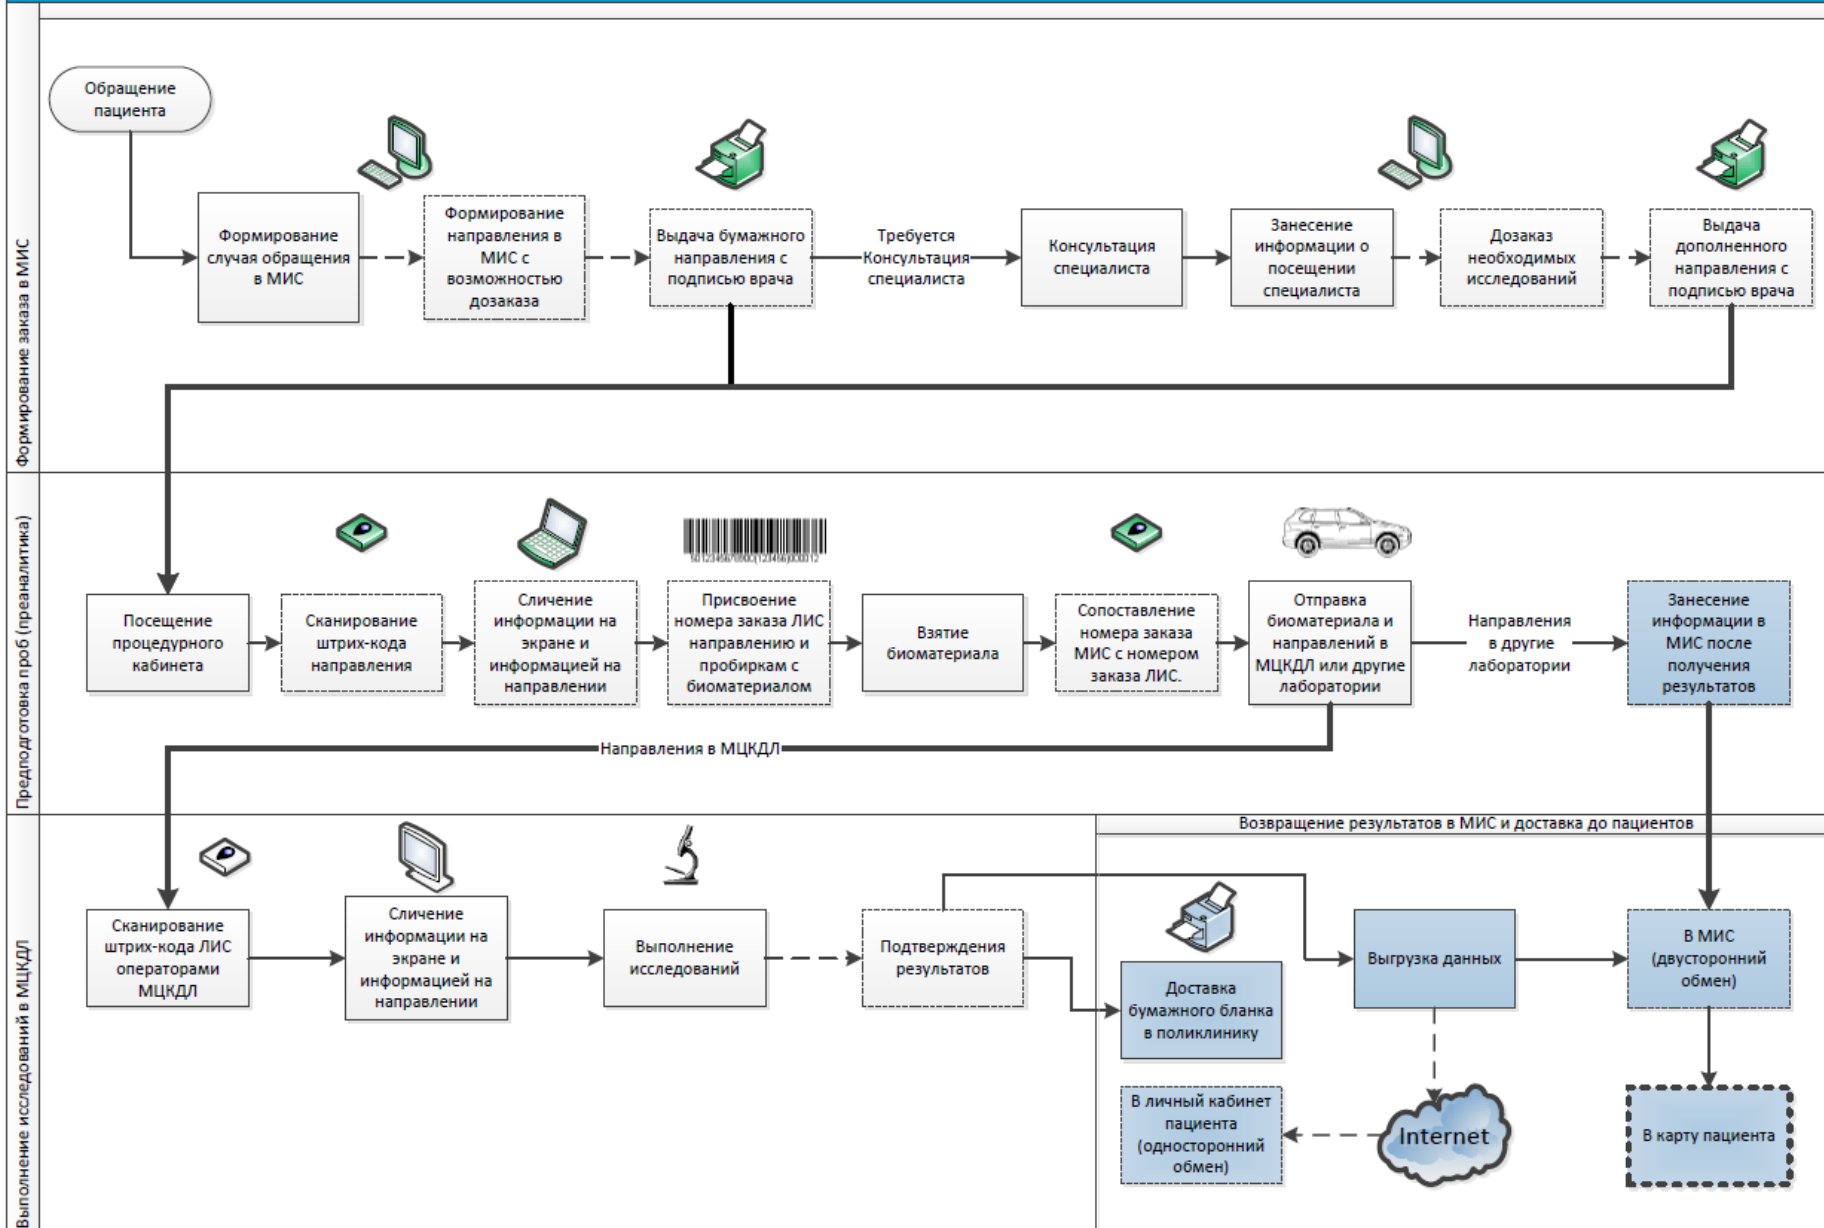 Формирование заказа в МИС
Обращение
пациента
Формирование
случая обращения
в МИС
Формирование
направления в
МИС с
возможностью
дозаказа
Выдача бумажного
направления с
подписью врача
Требуется
Консультация
специалиста
Консультация
специалиста
Занесение
информации о
посещении
специалиста
Дозаказ
необходимых
исследований
Выдача
дополненного
направления с
подписью врача
Предподготовка проб (преаналитика)
Посещение
процедурного
кабинета
Сканирование
штрих-кода
направления
Сличение
информации на
экране и
информацией на
направлении
Присвоение
номера заказа ЛИС
направлению и
пробиркам с
биоматериалом
Взятие
биоматериала
Сопоставление
номера заказа
МИС с номером
заказа ЛИС.
Отправка
биоматериала и
направлений в
МЦКДЛ или другие
лаборатории
Направления
в другие
лаборатории
Занесение
информации в
МИС после
получения
результатов
Направления в МЦКДЛ
Выполнение исследований в МЦКДЛ
Сканирование
штрих-кода ЛИС
операторами
МЦКДЛ
Сличение
информации на
экране и
информацией на
направлении
Выполнение
исследований
Подтверждения
результатов
Возвращение результатов в МИС и доставка до пациентов
Доставка
бумажного бланка
в поликлинику
Выгрузка данных
В МИС
(двусторонний
обмен)
В личный кабинет
пациента
(односторонний
обмен)
Internet
В карту пациента